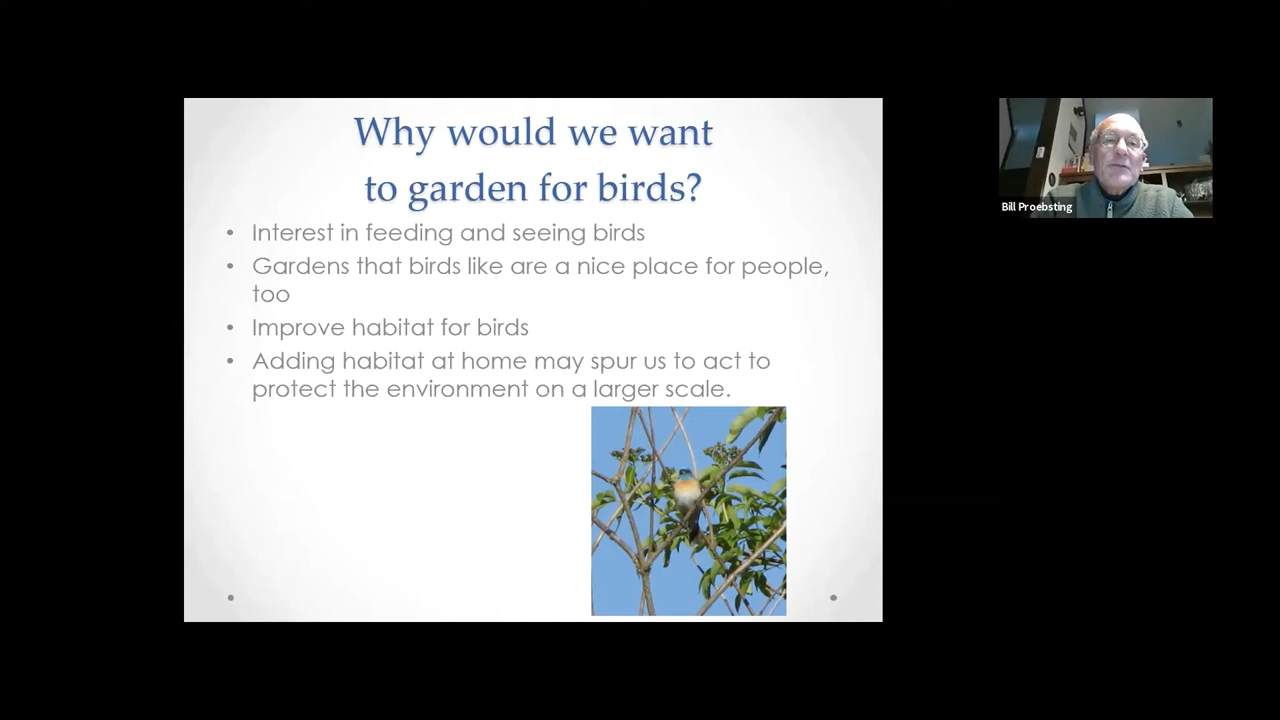 Why would we want
to garden for birds?
• Interest in feeding and seeing birds
• Gardens that birds like are a nice place for people,
too
• Improve habitat for birds
• Adding habitat at home may spur us to act to
protect the environment on a larger scale.
Bill Proebsting